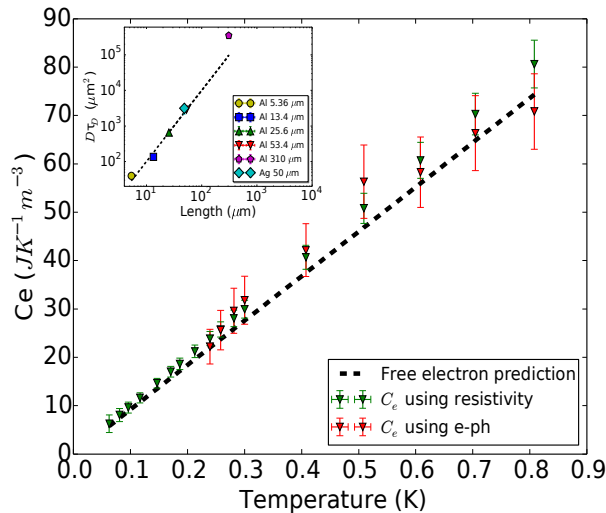 90
80
70
60
50
40
30
20
10
0
Ce (JK⁻¹m⁻³)
0.0 0.1 0.2 0.3 0.4 0.5 0.6 0.7 0.8 0.9
Temperature (K)
10⁵
10⁴
10³
10²
Dτ_D (μm²)
10¹ 10² 10³ 10⁴
Length (μm)
Al 5.36 μm
Al 13.4 μm
Al 25.6 μm
Al 53.4 μm
Al 310 μm
Ag 50 μm
Free electron prediction
C_e using resistivity
C_e using e-ph